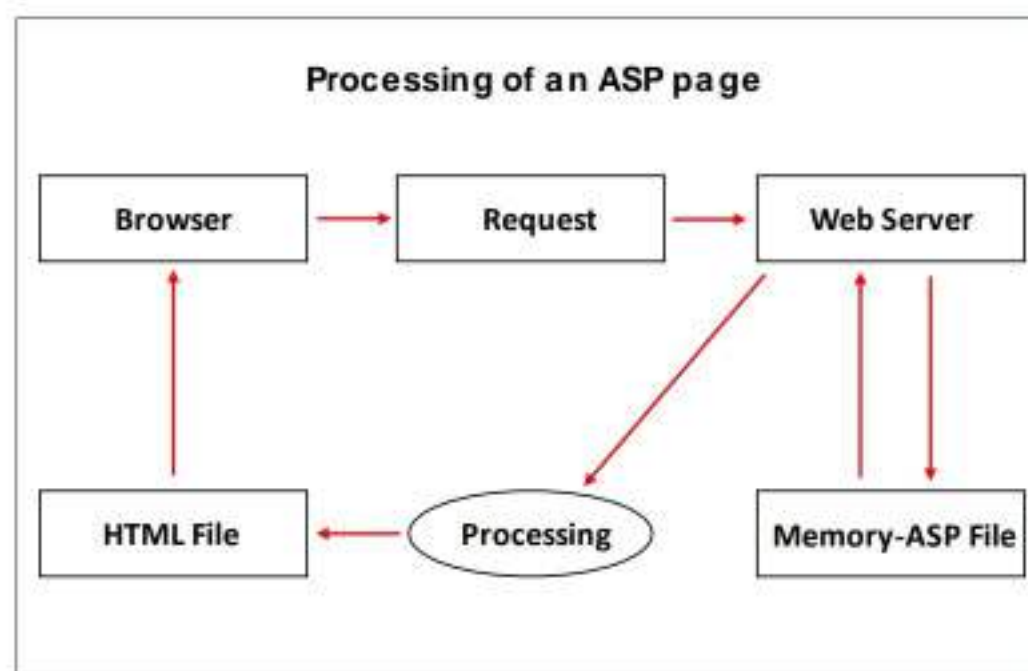 Processing of an ASP page
Browser
Request
Web Server
HTML File
Processing
Memory-ASP File